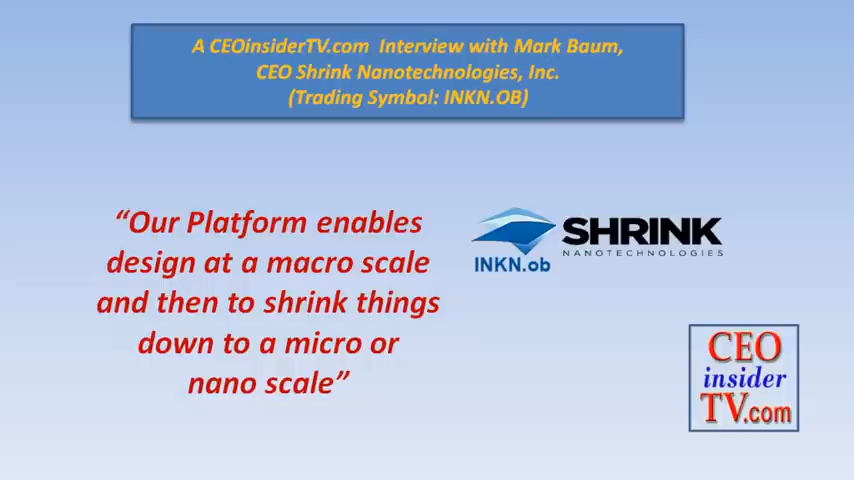 A CEOinsiderTV.com Interview with Mark Baum,
CEO Shrink Nanotechnologies, Inc.
(Trading Symbol: INKN.OB)
“Our Platform enables
design at a macro scale
and then to shrink things
down to a micro or
nano scale”
SHRINK
NANOTECHNOLOGIES
INKN.ob
CEO
insider
TV.com